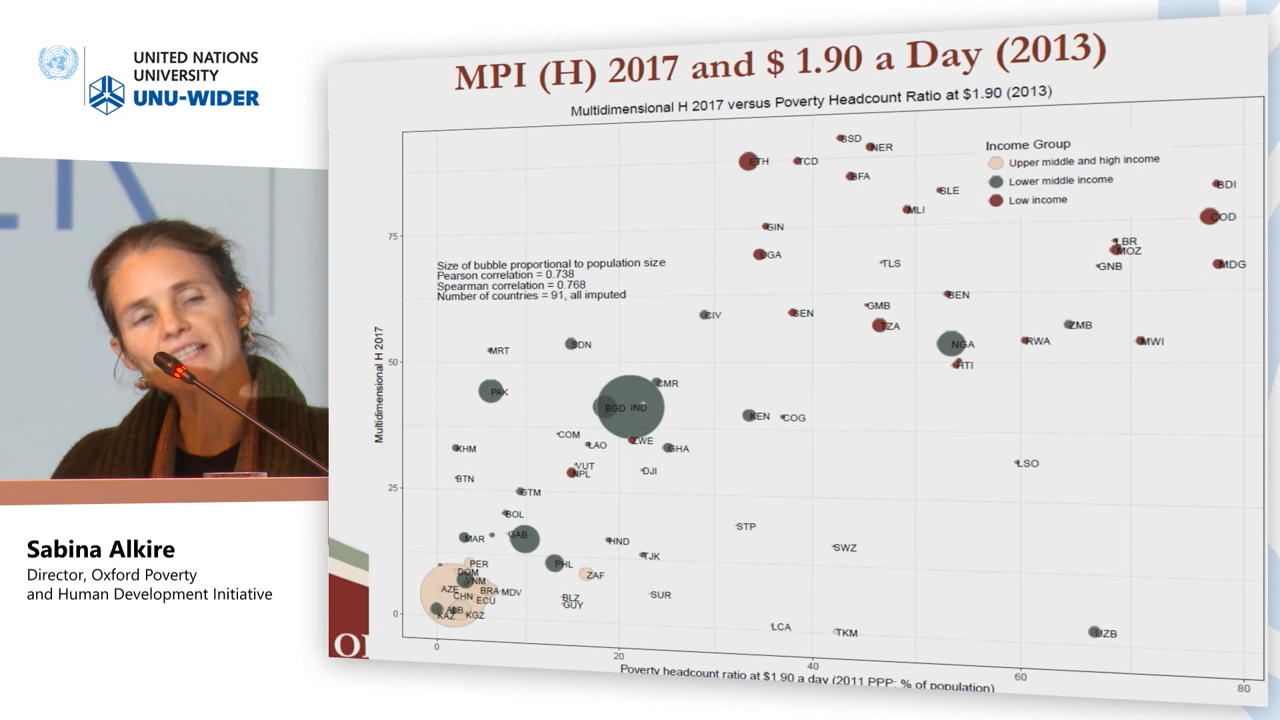 UNITED NATIONS
UNIVERSITY
UNU-WIDER
Sabina Alkire
Director, Oxford Poverty
and Human Development Initiative
MPI (H) 2017 and $ 1.90 a Day (2013)
Multidimensional H 2017 versus Poverty Headcount Ratio at $1.90 (2013)
Income Group
Upper middle and high income
Lower middle income
Low income
Size of bubble proportional to population size
Pearson correlation = 0.738
Spearman correlation = 0.768
Number of countries = 91, all imputed
Multidimensional H 2017
75
50
25
0
SSD
NER
ETH
TCD
BFA
SLE
BDI
MLI
COD
GIN
LBR
MOZ
UGA
TLS
GNB
MDG
BEN
GMB
CIV
SEN
TZA
ZMB
SDN
NGA
RWA
MWI
MRT
HTI
CMR
PAK
BGD
IND
KEN
COG
COM
LAO
ZWE
GHA
KHM
VUT
NPL
DJI
LSO
BTN
GTM
BOL
STP
MAR
GAB
HND
SWZ
TJK
PER
PHL
DOM
ZAF
VNM
AZE
BRA
MDV
CHN
ECU
BLZ
GUY
SUR
ALB
KAZ
KGZ
LCA
TKM
UZB
0
20
40
60
80
Poverty headcount ratio at $1.90 a day (2011 PPP: % of population)